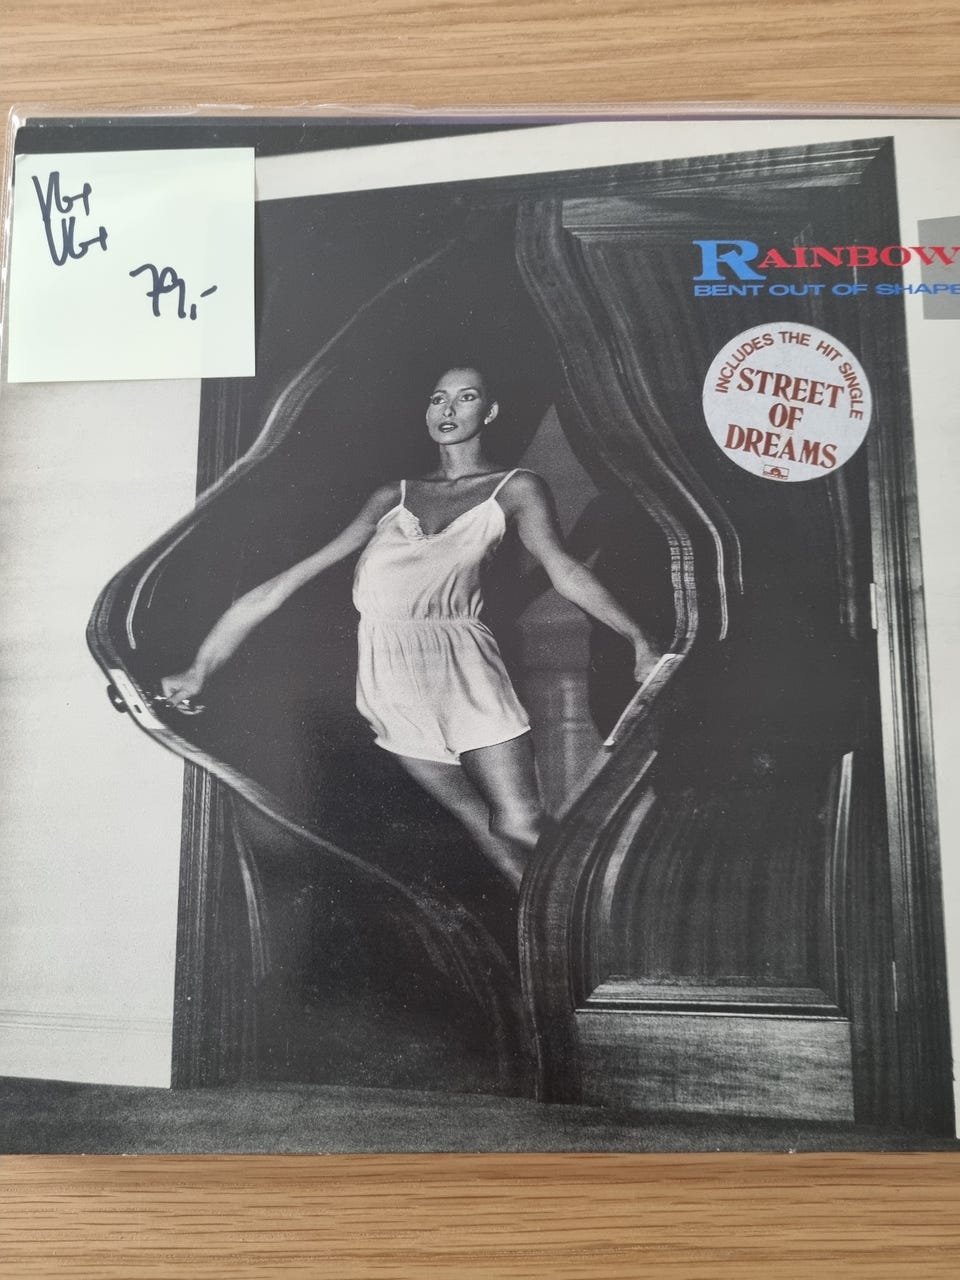 VG+
VG+
79,-
RAINBOW
BENT OUT OF SHAPE
INCLUDES THE HIT SINGLE
STREET
OF
DREAMS